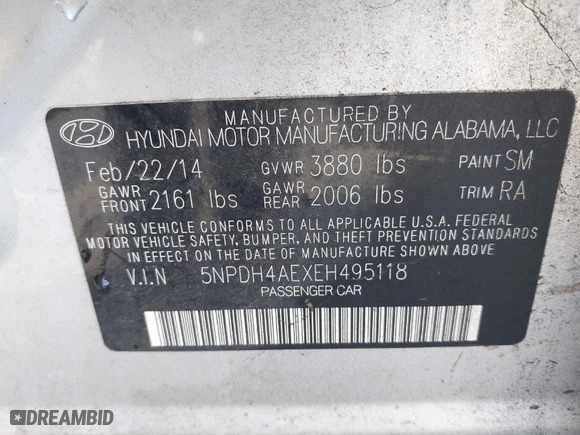 MANUFACTURED BY
HYUNDAI MOTOR MANUFACTURING ALABAMA, LLC
Feb/22/14 GVWR 3880 lbs PAINT SM
GAWR FRONT 2161 lbs GAWR REAR 2006 lbs TRIM RA
THIS VEHICLE CONFORMS TO ALL APPLICABLE U.S.A. FEDERAL
MOTOR VEHICLE SAFETY, BUMPER, AND THEFT PREVENTION STANDARDS
IN EFFECT ON THE DATE OF MANUFACTURE SHOWN ABOVE.
V.I.N 5NPDH4AEXEH495118
PASSENGER CAR
DREAMBID